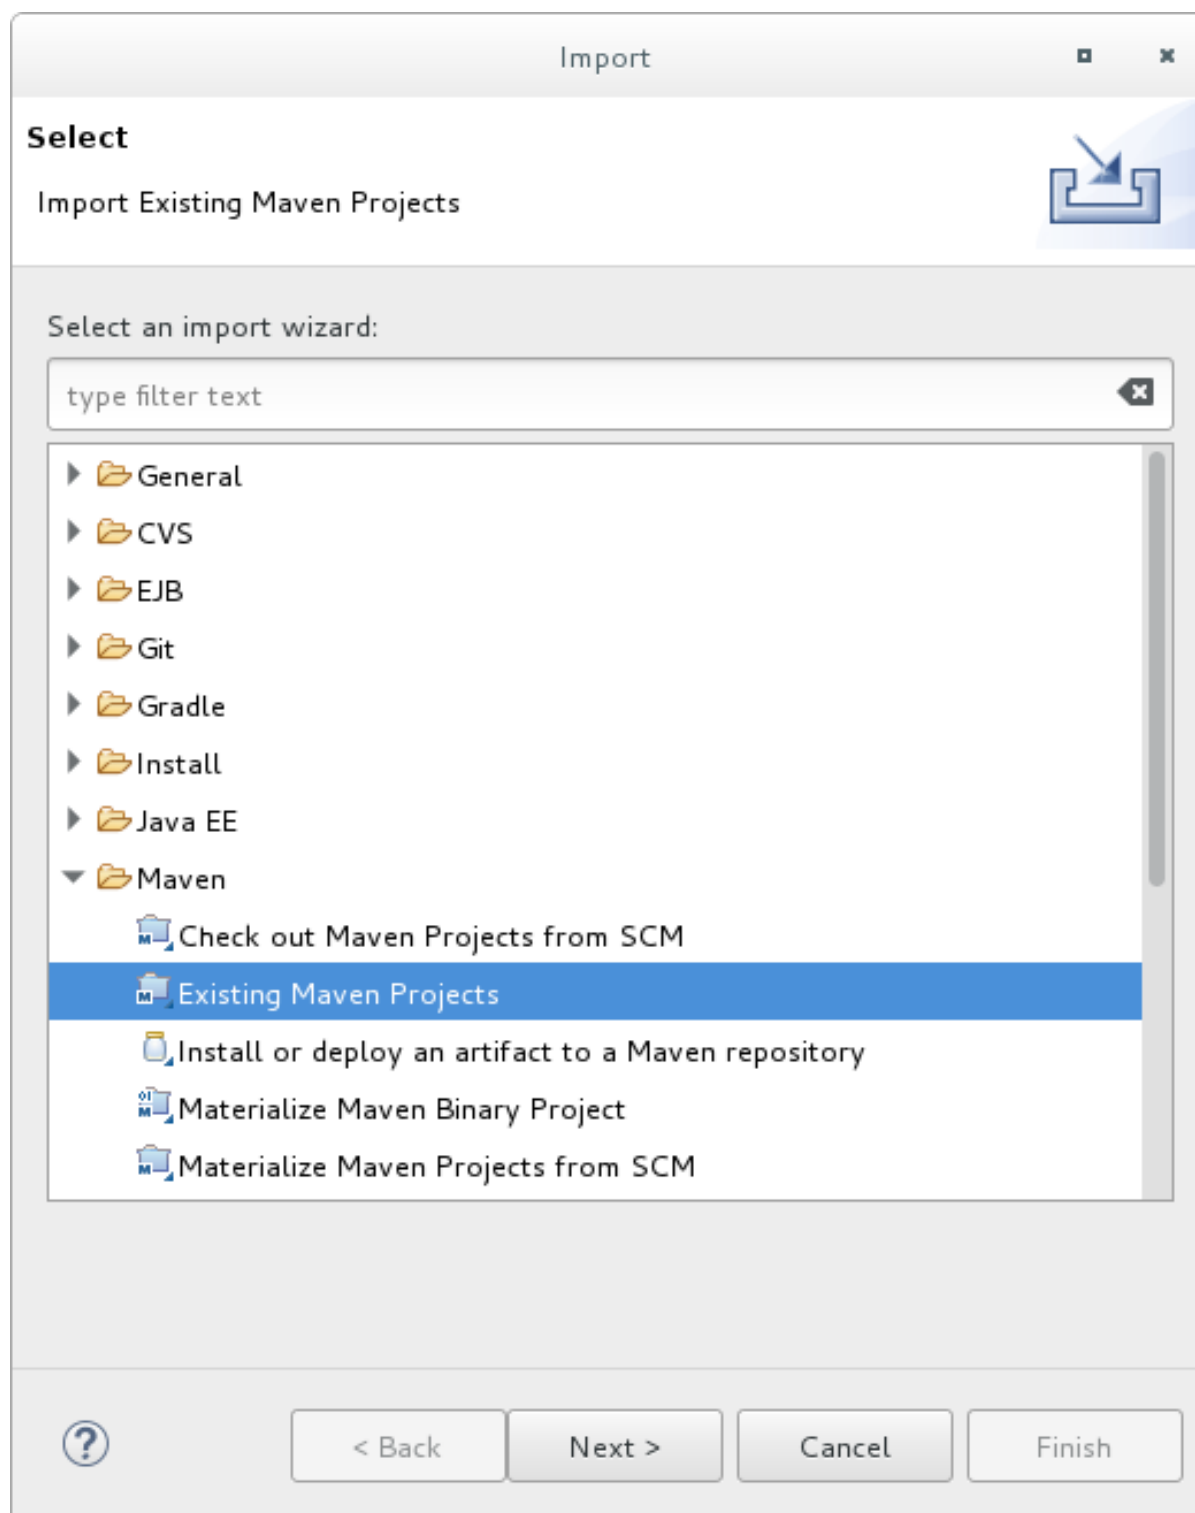 Import
Select
Import Existing Maven Projects
Select an import wizard:
type filter text
General
CVS
EJB
Git
Gradle
Install
Java EE
Maven
Check out Maven Projects from SCM
Existing Maven Projects
Install or deploy an artifact to a Maven repository
Materialize Maven Binary Project
Materialize Maven Projects from SCM
? < Back Next > Cancel Finish